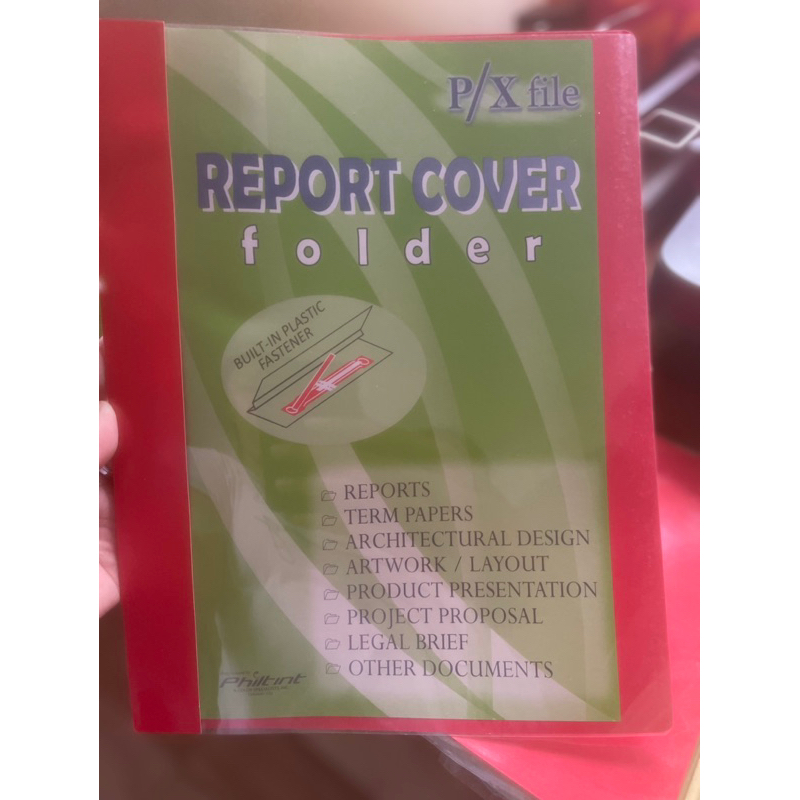 P/X file
REPORT COVER
folder
BUILT-IN PLASTIC
FASTENER
REPORTS
TERM PAPERS
ARCHITECTURAL DESIGN
ARTWORK / LAYOUT
PRODUCT PRESENTATION
PROJECT PROPOSAL
LEGAL BRIEF
OTHER DOCUMENTS
Philtint